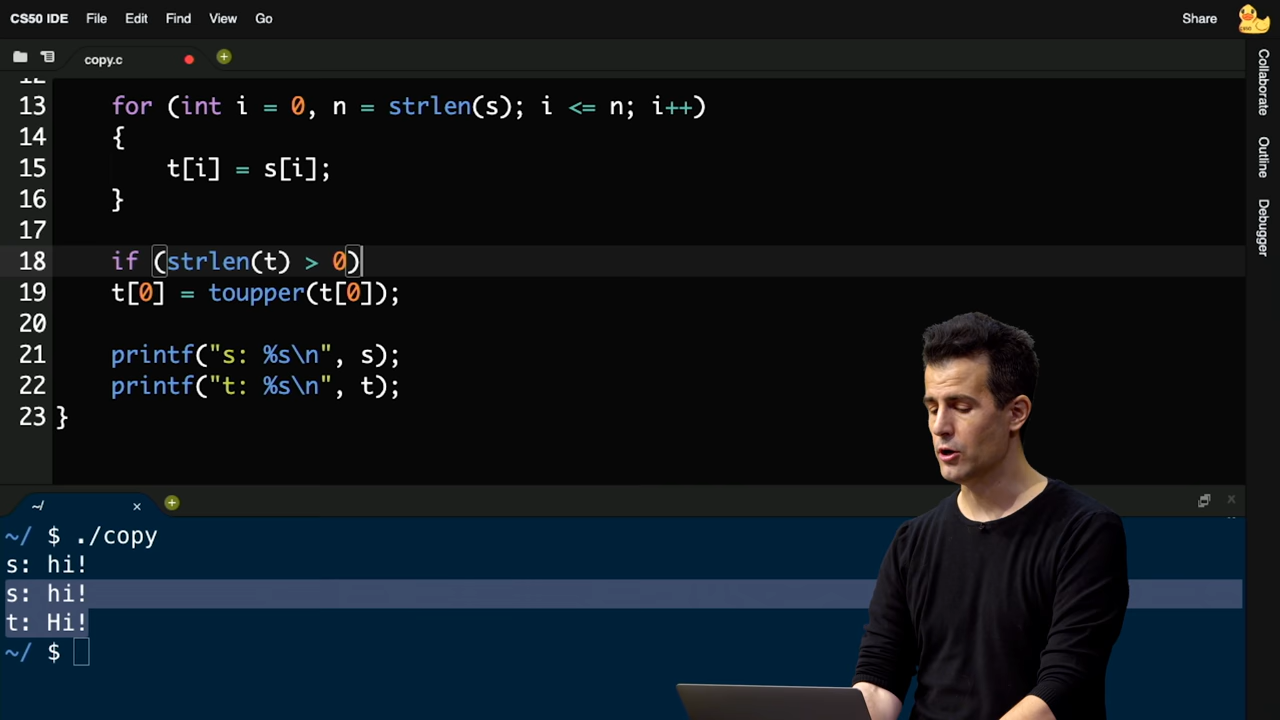 CS50 IDE File Edit Find View Go Share
copy.c
12
13 for (int i = 0, n = strlen(s); i <= n; i++)
14 {
15 t[i] = s[i];
16 }
17
18 if (strlen(t) > 0)
19 t[0] = toupper(t[0]);
20
21 printf("s: %s\n", s);
22 printf("t: %s\n", t);
23 }
~/
~/ $ ./copy
s: hi!
s: hi!
t: Hi!
~/ $
Collaborate
Outline
Debugger